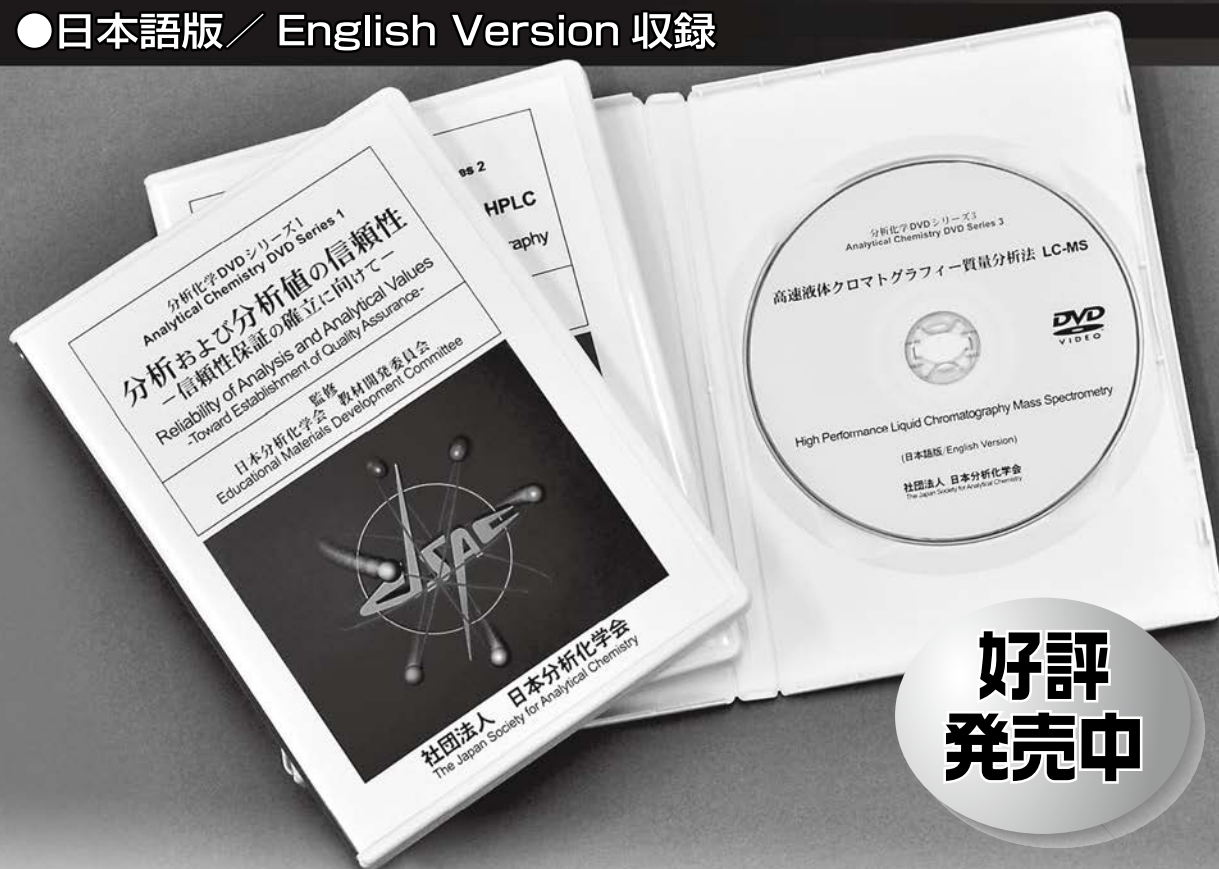 ●日本語版／ English Version 収録
分析化学DVDシリーズ1
Analytical Chemistry DVD Series 1
分析および分析値の信頼性
－信頼性保証の確立に向けて－
Reliability of Analysis and Analytical Values
-Toward Establishment of Quality Assurance-
監修
日本分析化学会 教材開発委員会
Educational Materials Development Committee
JSAC
社団法人 日本分析化学会
The Japan Society for Analytical Chemistry
es 2
HPLC
raphy
分析化学DVDシリーズ3
Analytical Chemistry DVD Series 3
高速液体クロマトグラフィー質量分析法 LC-MS
DVD
VIDEO
High Performance Liquid Chromatography Mass Spectrometry
(日本語版/English Version)
社団法人 日本分析化学会
The Japan Society for Analytical Chemistry
好評
発売中